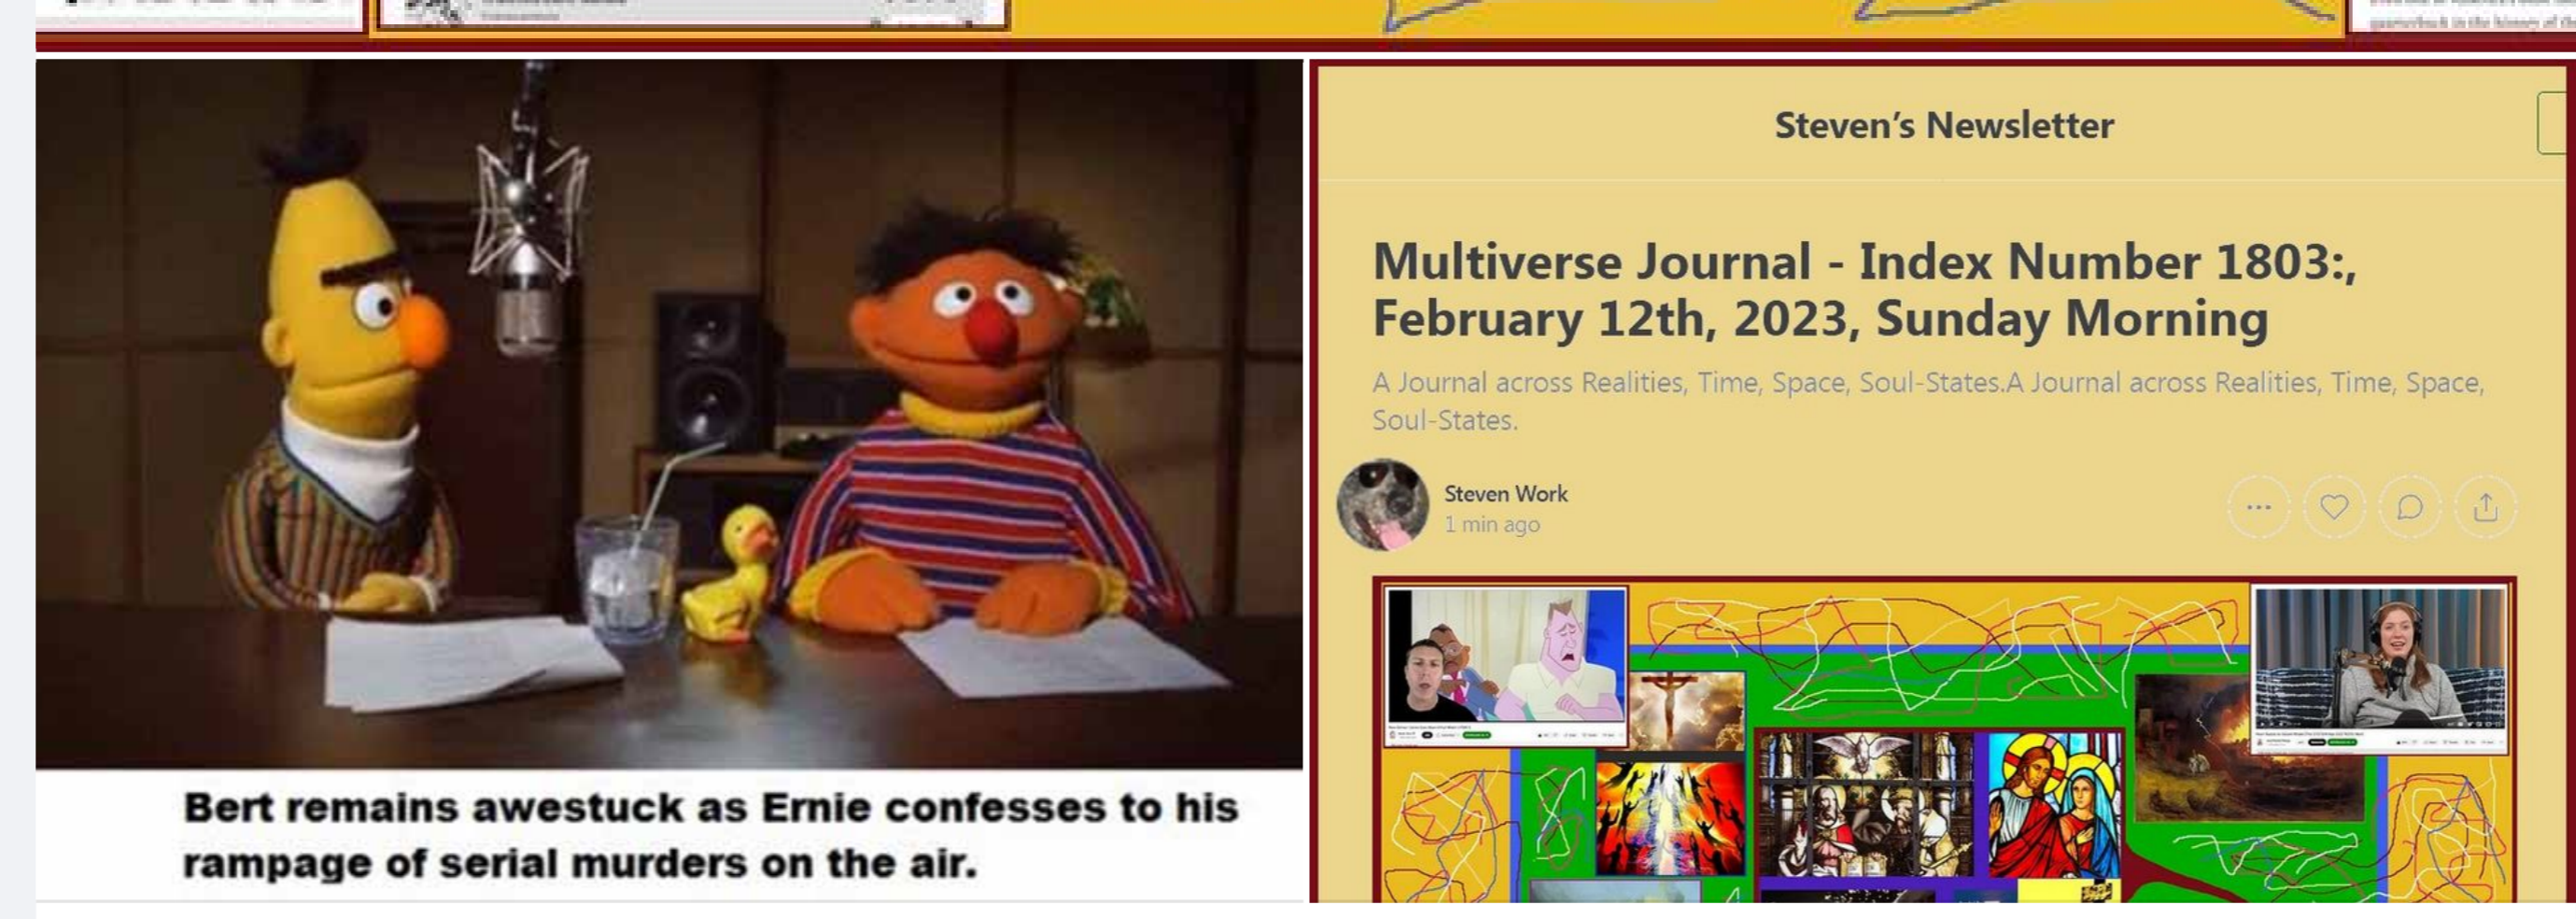 Bert remains awestuck as Ernie confesses to his
rampage of serial murders on the air.
Steven's Newsletter
Multiverse Journal - Index Number 1803:,
February 12th, 2023, Sunday Morning
A Journal across Realities, Time, Space, Soul-States.A Journal across Realities, Time, Space,
Soul-States.
Steven Work
1 min ago